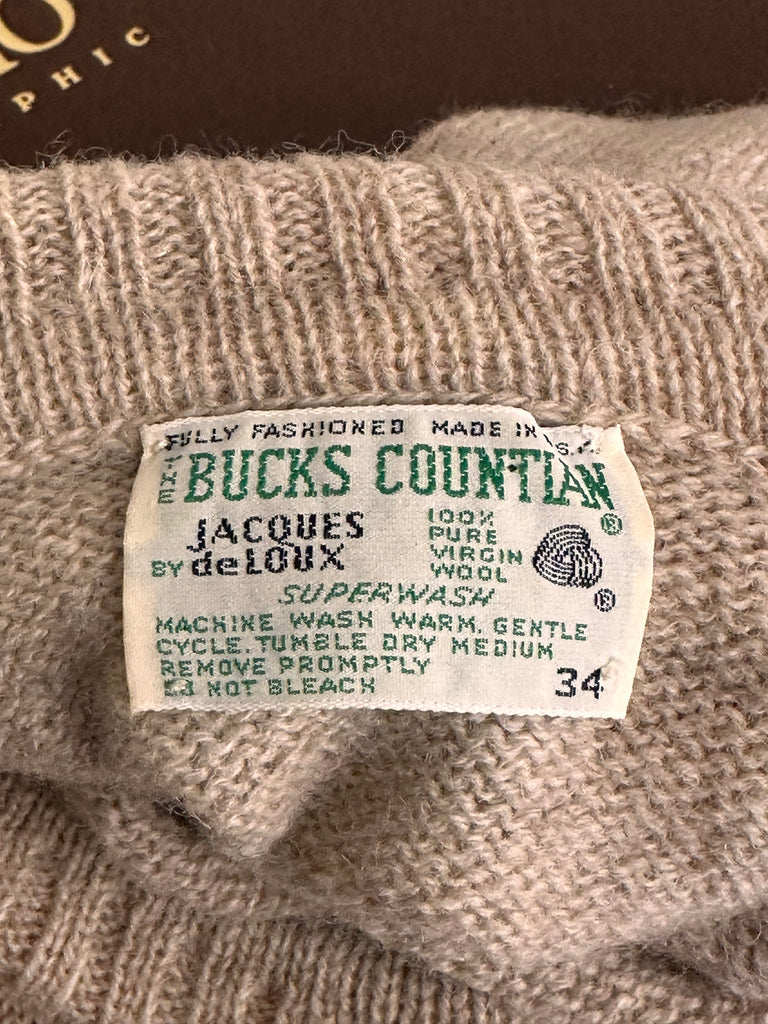 PHIC
FULLY FASHIONED MADE IN U.S.A.
THE BUCKS COUNTIAN ®
BY JACQUES deLOUX
100% PURE VIRGIN WOOL
®
SUPERWASH
MACHINE WASH WARM, GENTLE
CYCLE. TUMBLE DRY MEDIUM
REMOVE PROMPTLY
DO NOT BLEACH
34